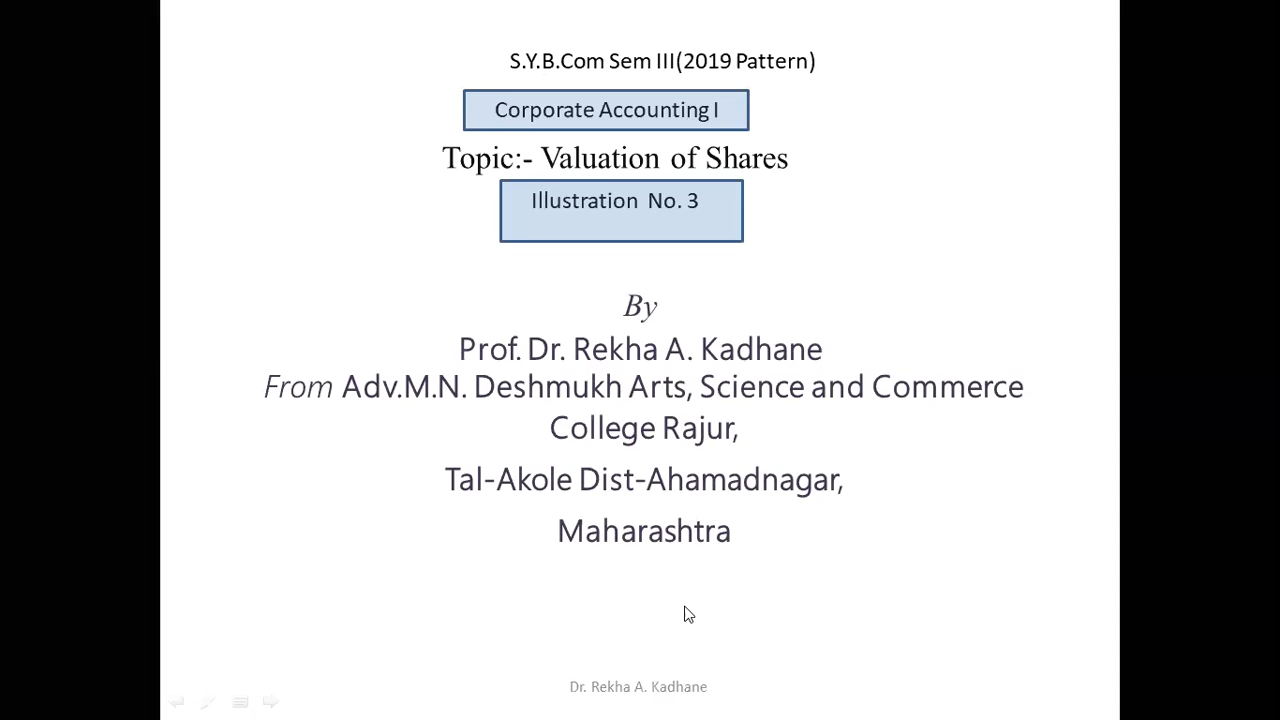 S.Y.B.Com Sem III(2019 Pattern)
Corporate Accounting I
Topic:- Valuation of Shares
Illustration No. 3
By
Prof. Dr. Rekha A. Kadhane
From Adv.M.N. Deshmukh Arts, Science and Commerce
College Rajur,
Tal-Akole Dist-Ahamadnagar,
Maharashtra
Dr. Rekha A. Kadhane